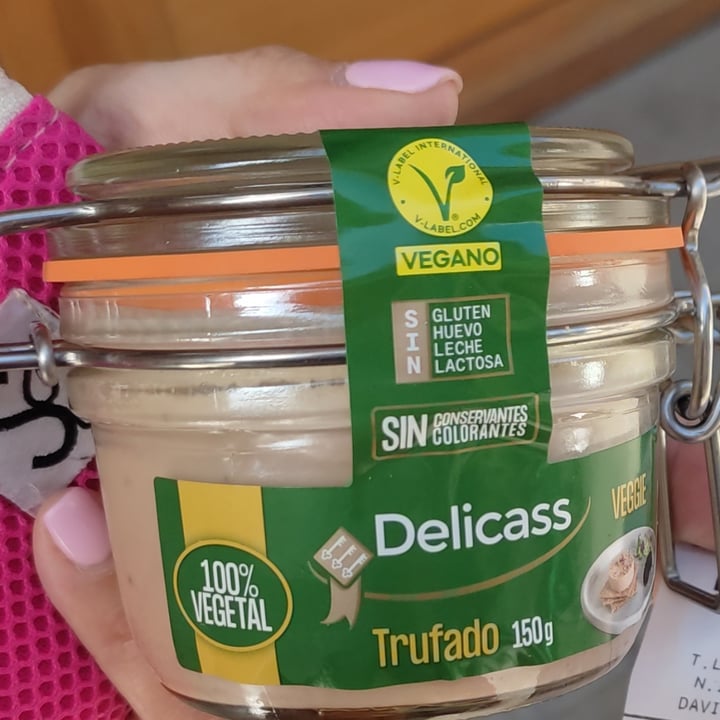 V-LABEL INTERNATIONAL
V-LABEL.COM
VEGANO
SIN
GLUTEN
HUEVO
LECHE
LACTOSA
SIN CONSERVANTES
COLORANTES
Delicass
VEGGIE
100%
VEGETAL
Trufado 150g
T.L
N.
DAVI